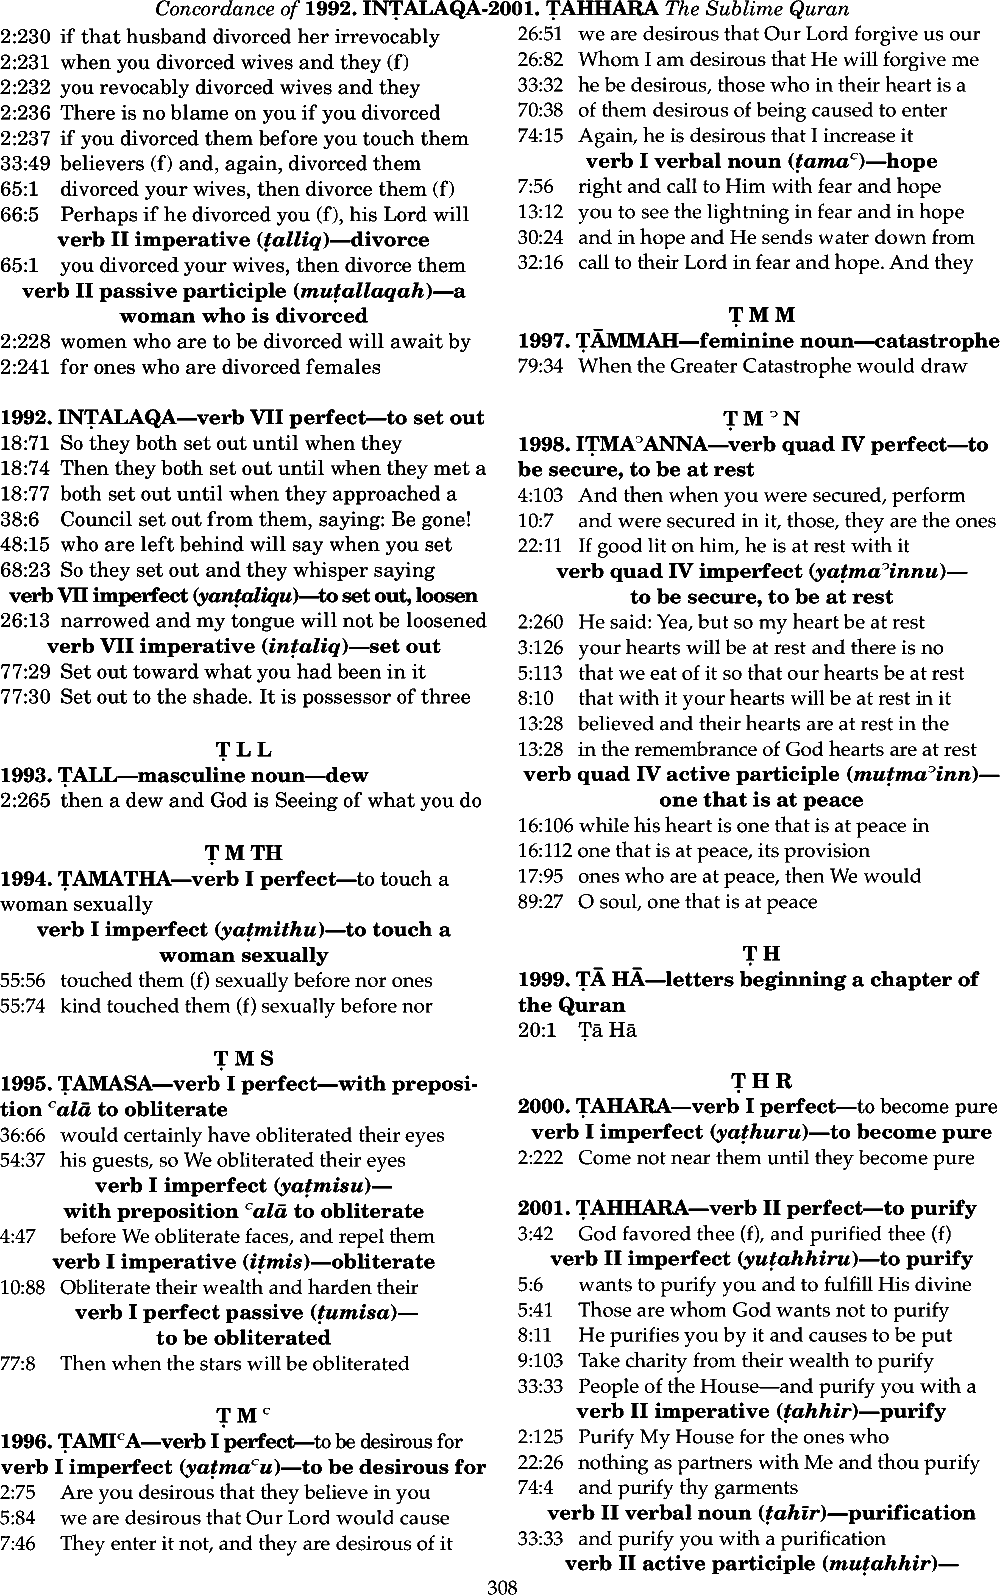 Concordance of 1992. INṬALAQA-2001. ṬAHHARA The Sublime Quran
2:230 if that husband divorced her irrevocably
2:231 when you divorced wives and they (f)
2:232 you revocably divorced wives and they
2:236 There is no blame on you if you divorced
2:237 if you divorced them before you touch them
33:49 believers (f) and, again, divorced them
65:1 divorced your wives, then divorce them (f)
66:5 Perhaps if he divorced you (f), his Lord will
verb II imperative (ṭalliq)—divorce
65:1 you divorced your wives, then divorce them
verb II passive participle (muṭallaqah)—a
woman who is divorced
2:228 women who are to be divorced will await by
2:241 for ones who are divorced females
1992. INṬALAQA—verb VII perfect—to set out
18:71 So they both set out until when they
18:74 Then they both set out until when they met a
18:77 both set out until when they approached a
38:6 Council set out from them, saying: Be gone!
48:15 who are left behind will say when you set
68:23 So they set out and they whisper saying
verb VII imperfect (yanṭaliqu)—to set out, loosen
26:13 narrowed and my tongue will not be loosened
verb VII imperative (inṭaliq)—set out
77:29 Set out toward what you had been in it
77:30 Set out to the shade. It is possessor of three
Ṭ L L
1993. ṬALL—masculine noun—dew
2:265 then a dew and God is Seeing of what you do
Ṭ M TH
1994. ṬAMATHA—verb I perfect—to touch a
woman sexually
verb I imperfect (yaṭmithu)—to touch a
woman sexually
55:56 touched them (f) sexually before nor ones
55:74 kind touched them (f) sexually before nor
Ṭ M S
1995. ṬAMASA—verb I perfect—with preposi-
tion ᶜalā to obliterate
36:66 would certainly have obliterated their eyes
54:37 his guests, so We obliterated their eyes
verb I imperfect (yaṭmisu)—
with preposition ᶜalā to obliterate
4:47 before We obliterate faces, and repel them
verb I imperative (iṭmis)—obliterate
10:88 Obliterate their wealth and harden their
verb I perfect passive (ṭumisa)—
to be obliterated
77:8 Then when the stars will be obliterated
Ṭ M ᶜ
1996. ṬAMIᶜA—verb I perfect—to be desirous for
verb I imperfect (yaṭmaᶜu)—to be desirous for
2:75 Are you desirous that they believe in you
5:84 we are desirous that Our Lord would cause
7:46 They enter it not, and they are desirous of it
26:51 we are desirous that Our Lord forgive us our
26:82 Whom I am desirous that He will forgive me
33:32 he be desirous, those who in their heart is a
70:38 of them desirous of being caused to enter
74:15 Again, he is desirous that I increase it
verb I verbal noun (ṭamaᶜ)—hope
7:56 right and call to Him with fear and hope
13:12 you to see the lightning in fear and in hope
30:24 and in hope and He sends water down from
32:16 call to their Lord in fear and hope. And they
Ṭ M M
1997. ṬĀMMAH—feminine noun—catastrophe
79:34 When the Greater Catastrophe would draw
Ṭ M ᵓ N
1998. IṬMAᵓANNA—verb quad IV perfect—to
be secure, to be at rest
4:103 And then when you were secured, perform
10:7 and were secured in it, those, they are the ones
22:11 If good lit on him, he is at rest with it
verb quad IV imperfect (yaṭmaᵓinnu)—
to be secure, to be at rest
2:260 He said: Yea, but so my heart be at rest
3:126 your hearts will be at rest and there is no
5:113 that we eat of it so that our hearts be at rest
8:10 that with it your hearts will be at rest in it
13:28 believed and their hearts are at rest in the
13:28 in the remembrance of God hearts are at rest
verb quad IV active participle (muṭmaᵓinn)—
one that is at peace
16:106 while his heart is one that is at peace in
16:112 one that is at peace, its provision
17:95 ones who are at peace, then We would
89:27 O soul, one that is at peace
Ṭ H
1999. ṬĀ HĀ—letters beginning a chapter of
the Quran
20:1 Ṭā Hā
Ṭ H R
2000. ṬAHARA—verb I perfect—to become pure
verb I imperfect (yaṭhuru)—to become pure
2:222 Come not near them until they become pure
2001. ṬAHHARA—verb II perfect—to purify
3:42 God favored thee (f), and purified thee (f)
verb II imperfect (yuṭahhiru)—to purify
5:6 wants to purify you and to fulfill His divine
5:41 Those are whom God wants not to purify
8:11 He purifies you by it and causes to be put
9:103 Take charity from their wealth to purify
33:33 People of the House—and purify you with a
verb II imperative (ṭahhir)—purify
2:125 Purify My House for the ones who
22:26 nothing as partners with Me and thou purify
74:4 and purify thy garments
verb II verbal noun (ṭahīr)—purification
33:33 and purify you with a purification
verb II active participle (muṭahhir)—
308